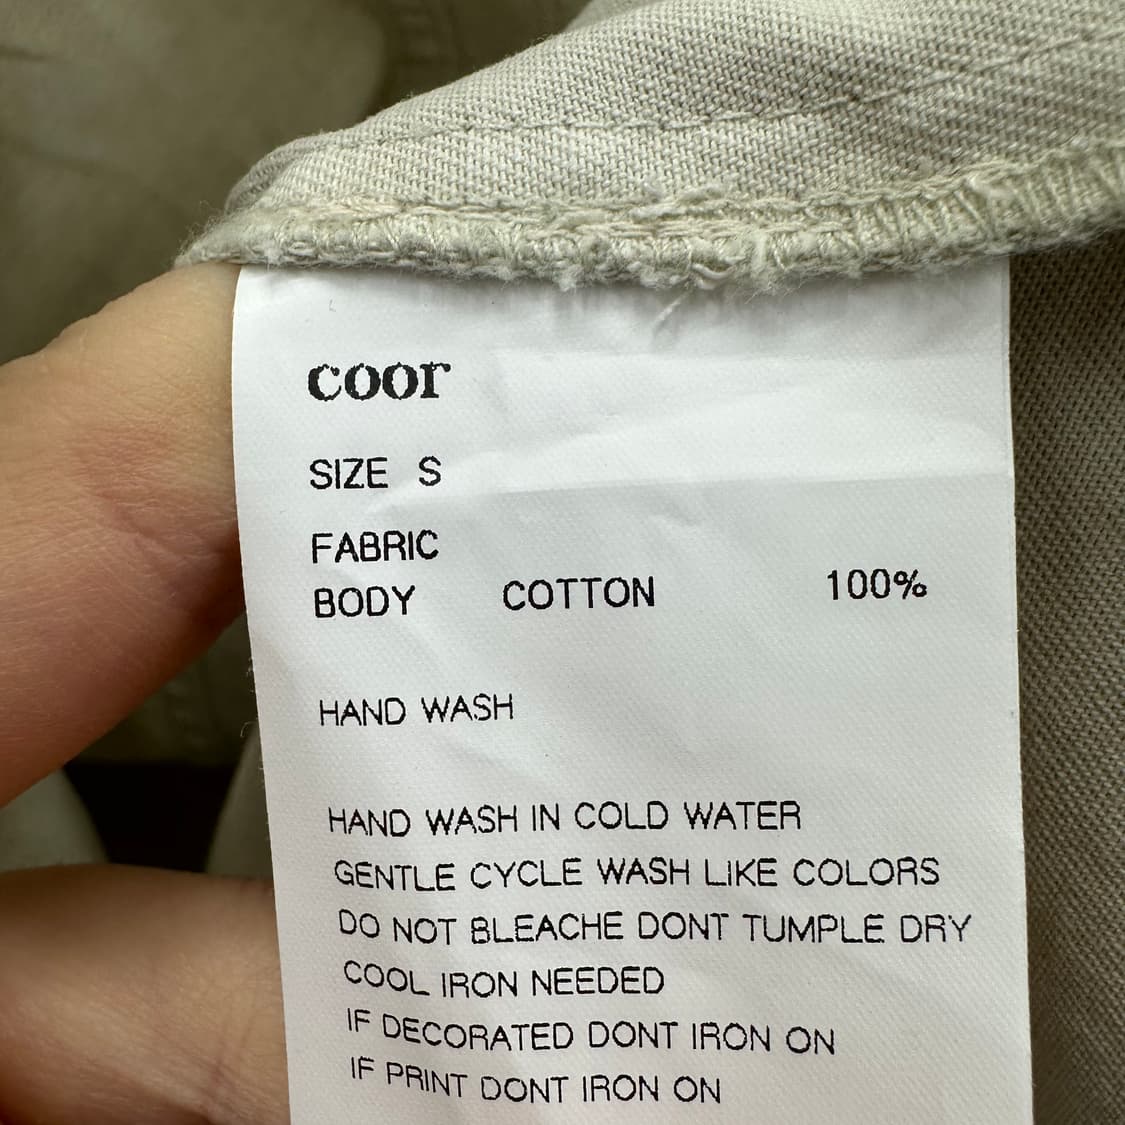 coor
SIZE S
FABRIC
BODY COTTON 100%
HAND WASH
HAND WASH IN COLD WATER
GENTLE CYCLE WASH LIKE COLORS
DO NOT BLEACHE DONT TUMPLE DRY
COOL IRON NEEDED
IF DECORATED DONT IRON ON
IF PRINT DONT IRON ON